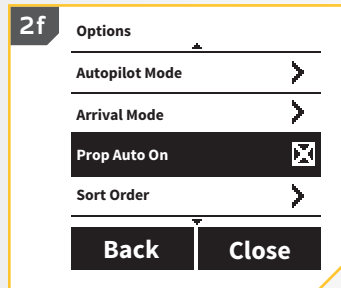 2f
Options
Autopilot Mode
Arrival Mode
Prop Auto On
Sort Order
Back Close